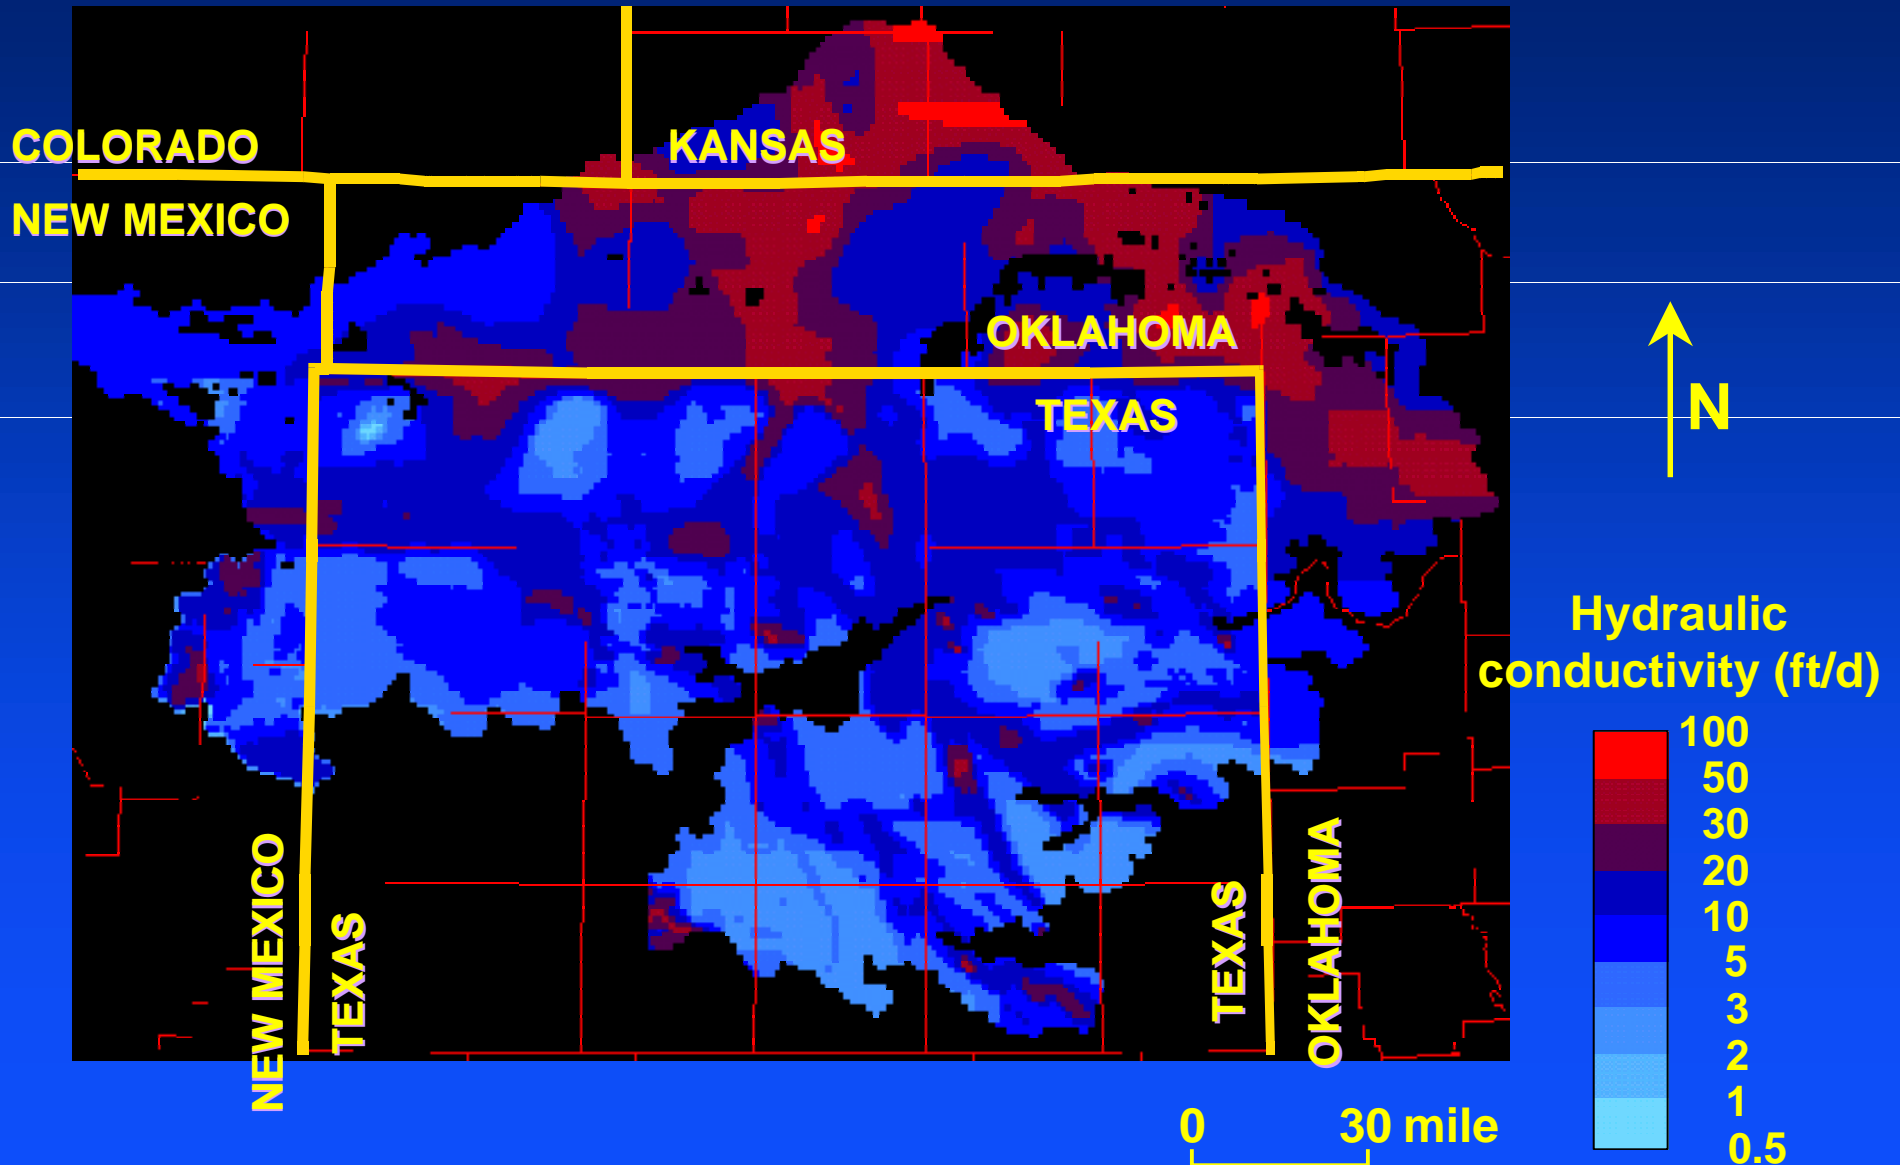 COLORADO
KANSAS
NEW MEXICO
OKLAHOMA
TEXAS
N
Hydraulic
conductivity (ft/d)
100
50
30
20
10
5
3
2
1
0.5
NEW MEXICO
TEXAS
TEXAS
OKLAHOMA
0 30 mile